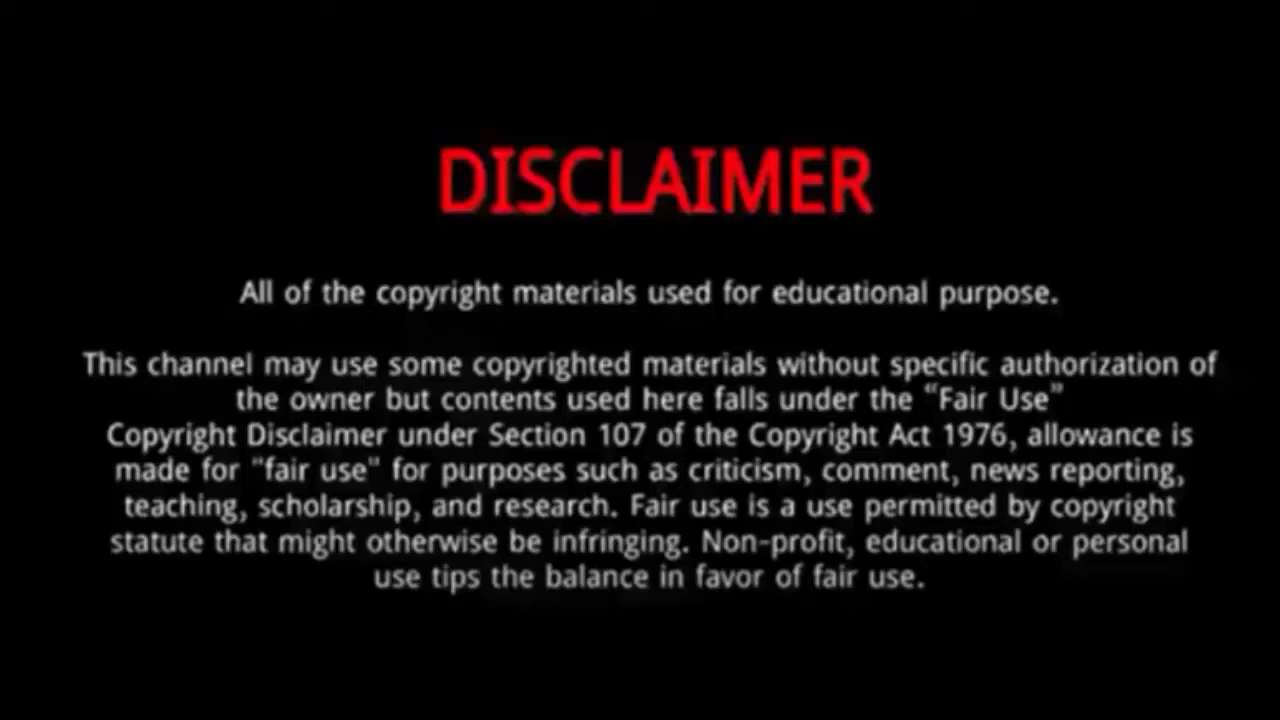 DISCLAIMER
All of the copyright materials used for educational purpose.
This channel may use some copyrighted materials without specific authorization of
the owner but contents used here falls under the “Fair Use”
Copyright Disclaimer under Section 107 of the Copyright Act 1976, allowance is
made for "fair use" for purposes such as criticism, comment, news reporting,
teaching, scholarship, and research. Fair use is a use permitted by copyright
statute that might otherwise be infringing. Non-profit, educational or personal
use tips the balance in favor of fair use.